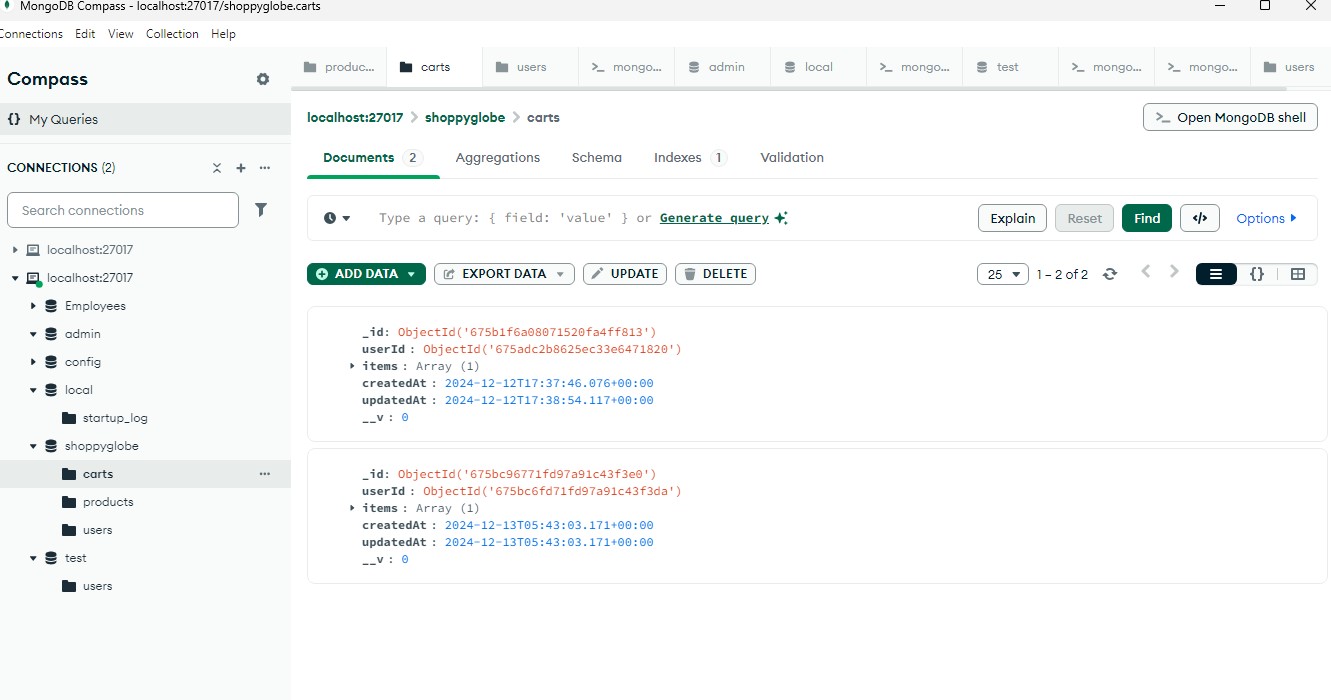 MongoDB Compass - localhost:27017/shoppyglobe.carts
Connections Edit View Collection Help
Compass
produc... carts users mongo... admin local mongo... test mongo... mongo... users
{} My Queries
localhost:27017 > shoppyglobe > carts
>_ Open MongoDB shell
CONNECTIONS (2)
Documents 2 Aggregations Schema Indexes 1 Validation
Search connections
Type a query: { field: 'value' } or Generate query
Explain Reset Find </> Options
localhost:27017
localhost:27017
Employees
admin
config
local
startup_log
shoppyglobe
carts
products
users
test
users
ADD DATA EXPORT DATA UPDATE DELETE
25 1 – 2 of 2 {}
_id: ObjectId('675b1f6a08071520fa4ff813')
userId : ObjectId('675adc2b8625ec33e6471820')
items : Array (1)
createdAt : 2024-12-12T17:37:46.076+00:00
updatedAt : 2024-12-12T17:38:54.117+00:00
__v : 0
_id: ObjectId('675bc96771fd97a91c43f3e0')
userId : ObjectId('675bc6fd71fd97a91c43f3da')
items : Array (1)
createdAt : 2024-12-13T05:43:03.171+00:00
updatedAt : 2024-12-13T05:43:03.171+00:00
__v : 0